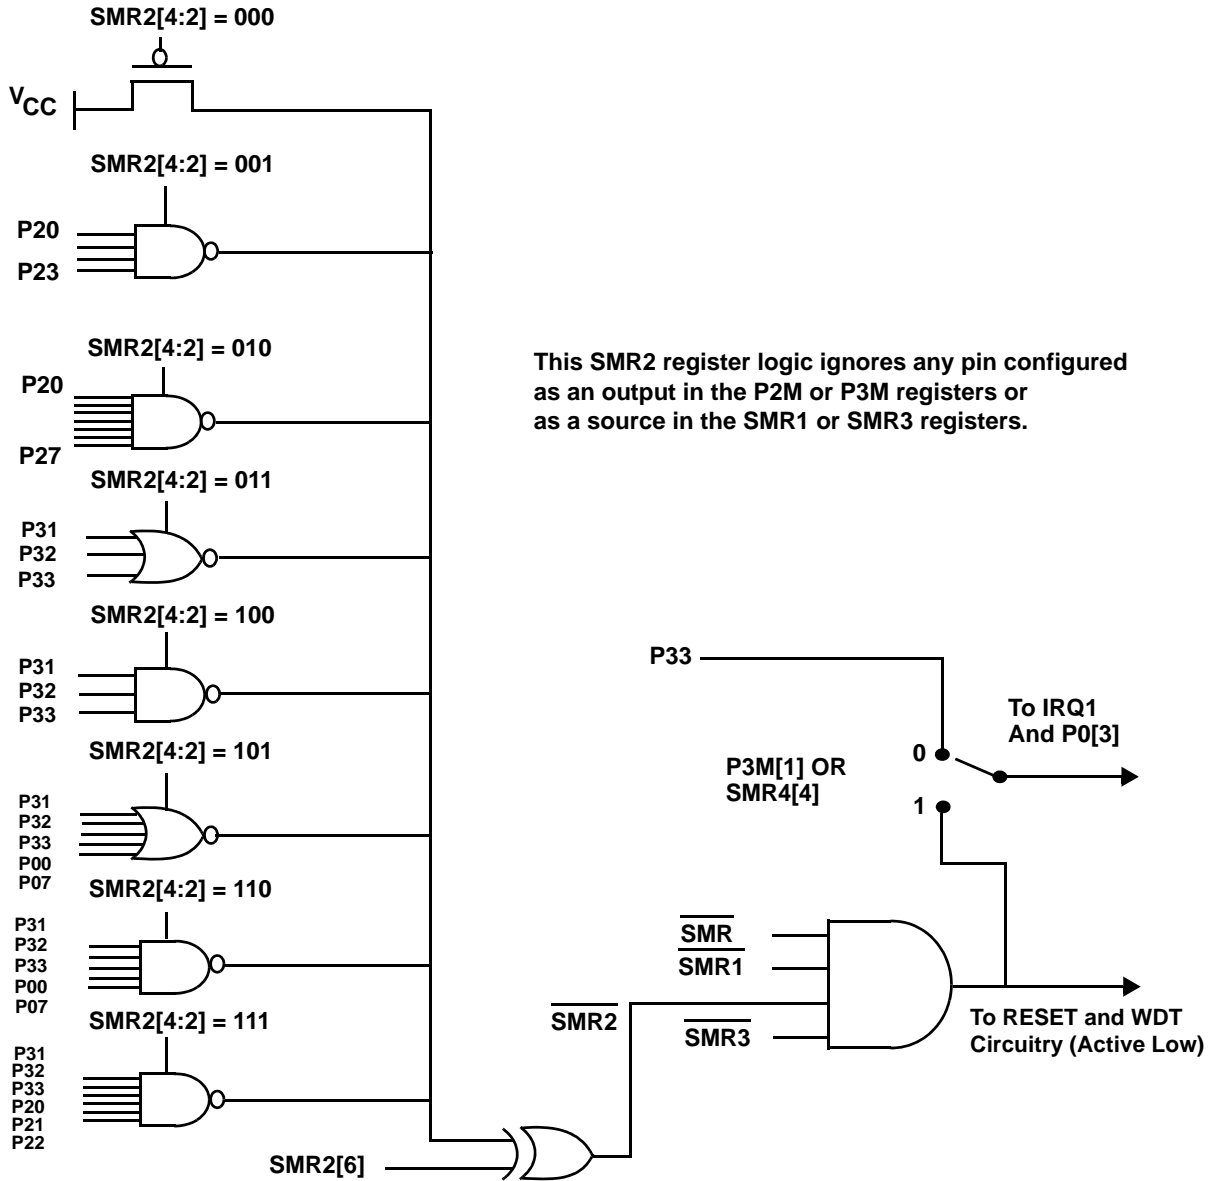 SMR2[4:2] = 000
VCC
SMR2[4:2] = 001
P20
P23
SMR2[4:2] = 010
P20
P27
This SMR2 register logic ignores any pin configured
as an output in the P2M or P3M registers or
as a source in the SMR1 or SMR3 registers.
SMR2[4:2] = 011
P31
P32
P33
SMR2[4:2] = 100
P31
P32
P33
SMR2[4:2] = 101
P31
P32
P33
P00
P07
SMR2[4:2] = 110
P31
P32
P33
P00
P07
SMR2[4:2] = 111
P31
P32
P33
P20
P21
P22
SMR2[6]
P33
To IRQ1
And P0[3]
0
P3M[1] OR
SMR4[4]
1
SMR
SMR1
SMR2
SMR3
To RESET and WDT
Circuitry (Active Low)